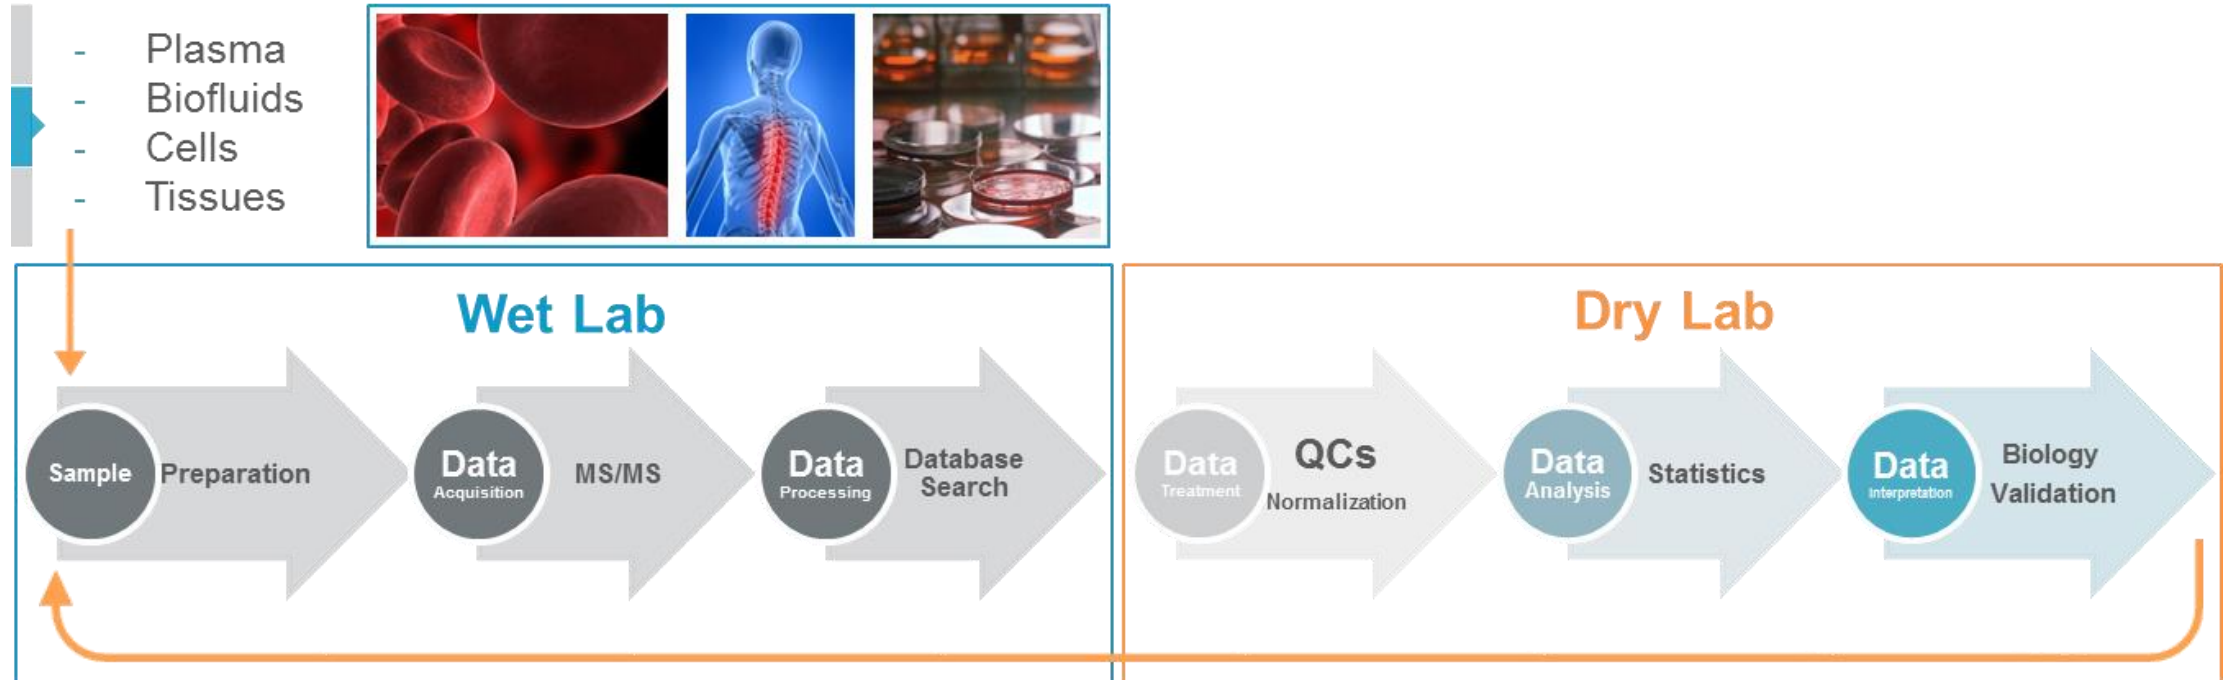 - Plasma
- Biofluids
- Cells
- Tissues
Wet Lab
Sample
Preparation
Data
Acquisition
MS/MS
Data
Processing
Database
Search
Dry Lab
Data
Treatment
QCs
Normalization
Data
Analysis
Statistics
Data
Interpretation
Biology
Validation